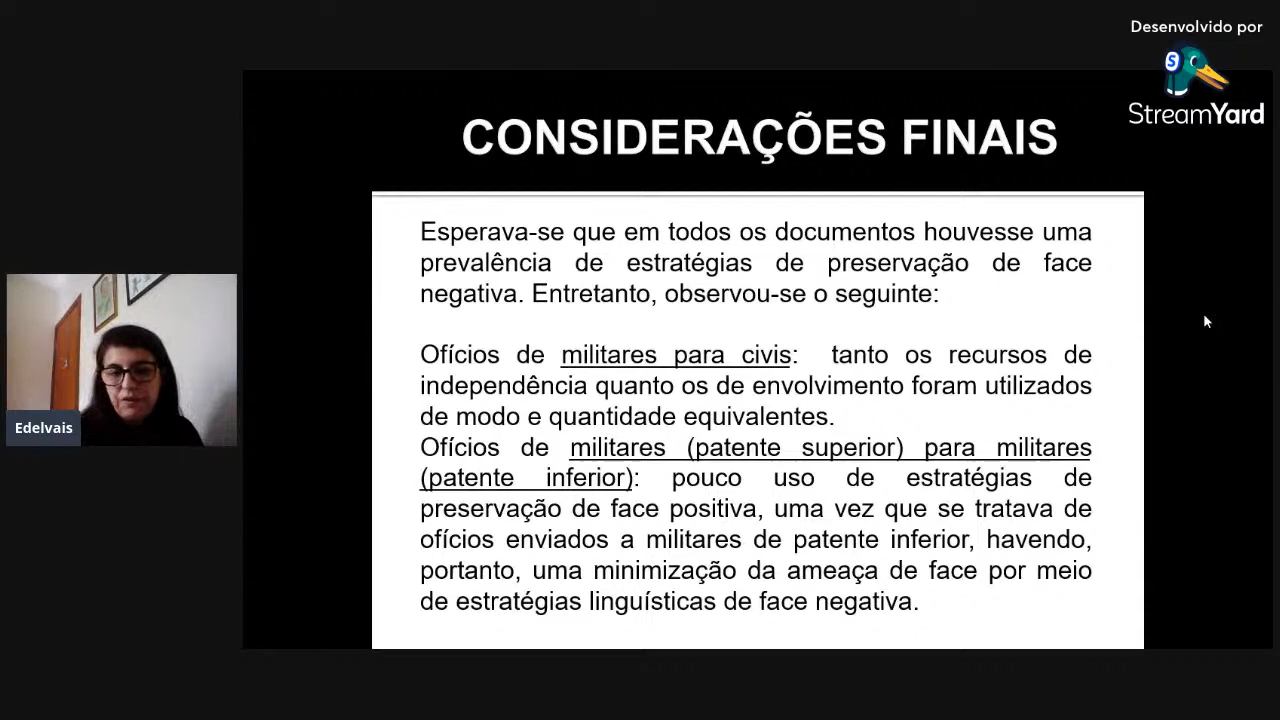 Desenvolvido por
StreamYard
CONSIDERAÇÕES FINAIS
Esperava-se que em todos os documentos houvesse uma
prevalência de estratégias de preservação de face
negativa. Entretanto, observou-se o seguinte:
Ofícios de militares para civis: tanto os recursos de
independência quanto os de envolvimento foram utilizados
de modo e quantidade equivalentes.
Ofícios de militares (patente superior) para militares
(patente inferior): pouco uso de estratégias de
preservação de face positiva, uma vez que se tratava de
ofícios enviados a militares de patente inferior, havendo,
portanto, uma minimização da ameaça de face por meio
de estratégias linguísticas de face negativa.
Edelvais